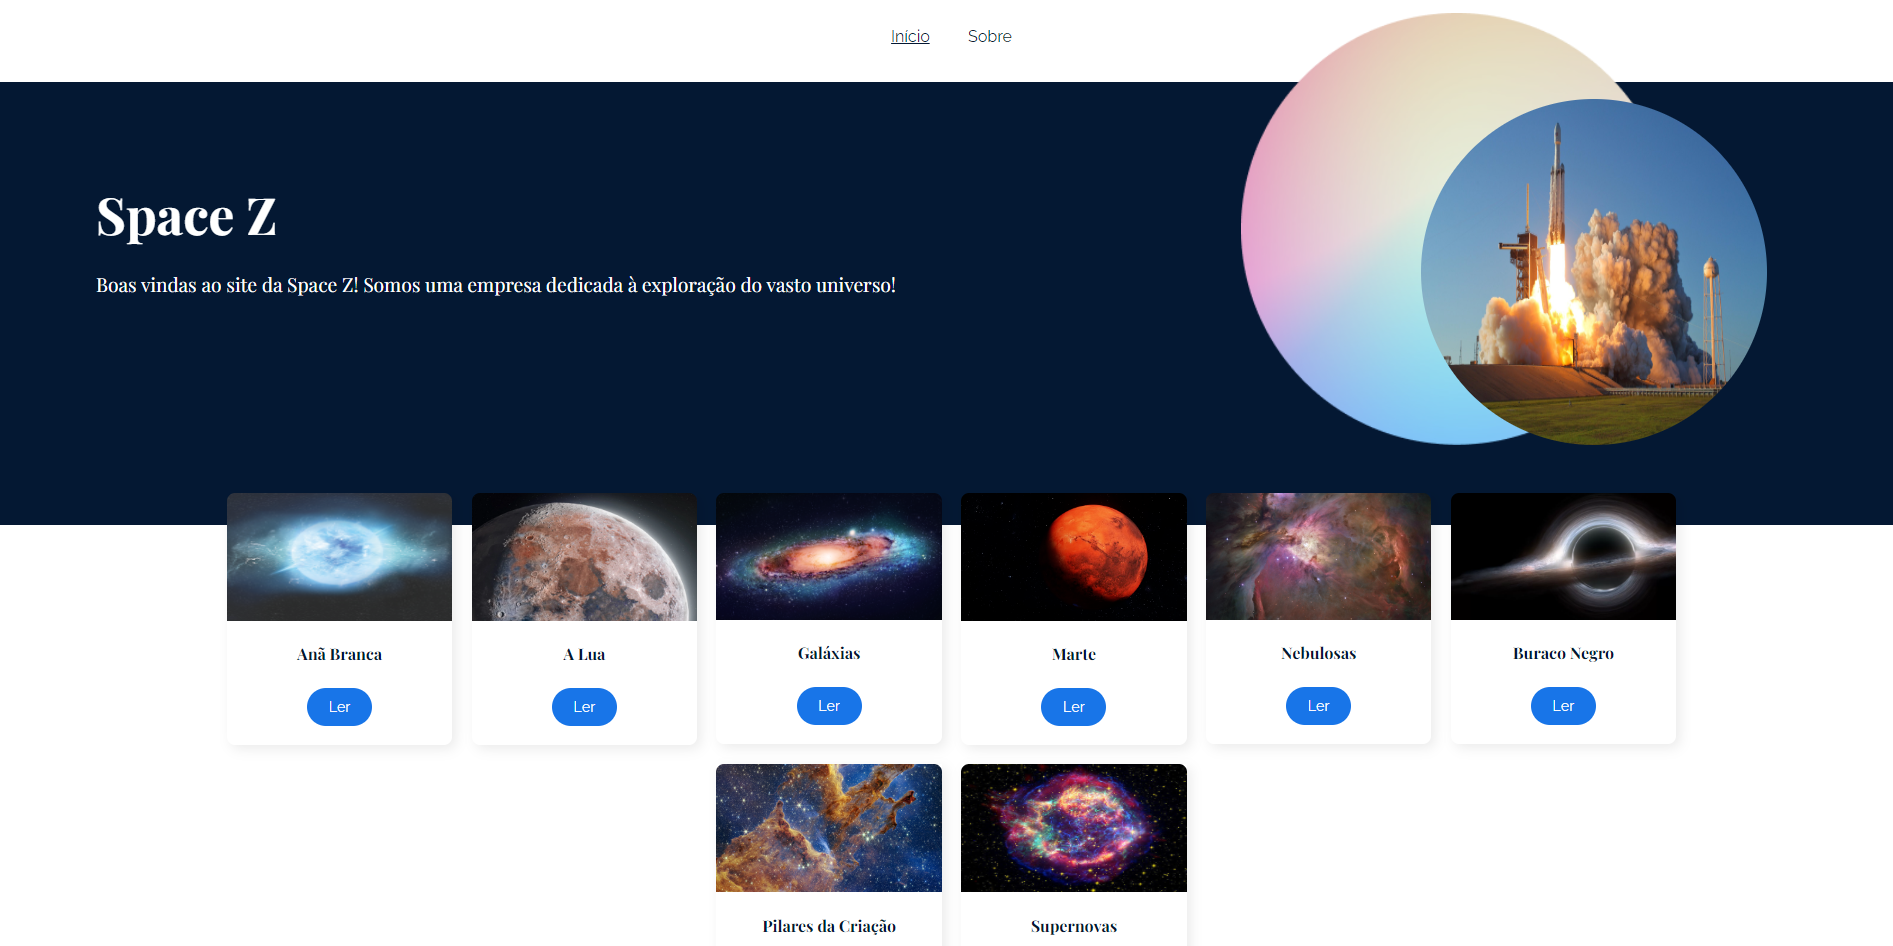 Início Sobre
Space Z
Boas vindas ao site da Space Z! Somos uma empresa dedicada à exploração do vasto universo!
Anã Branca
Ler
A Lua
Ler
Galáxias
Ler
Marte
Ler
Nebulosas
Ler
Buraco Negro
Ler
Pilares da Criação
Supernovas